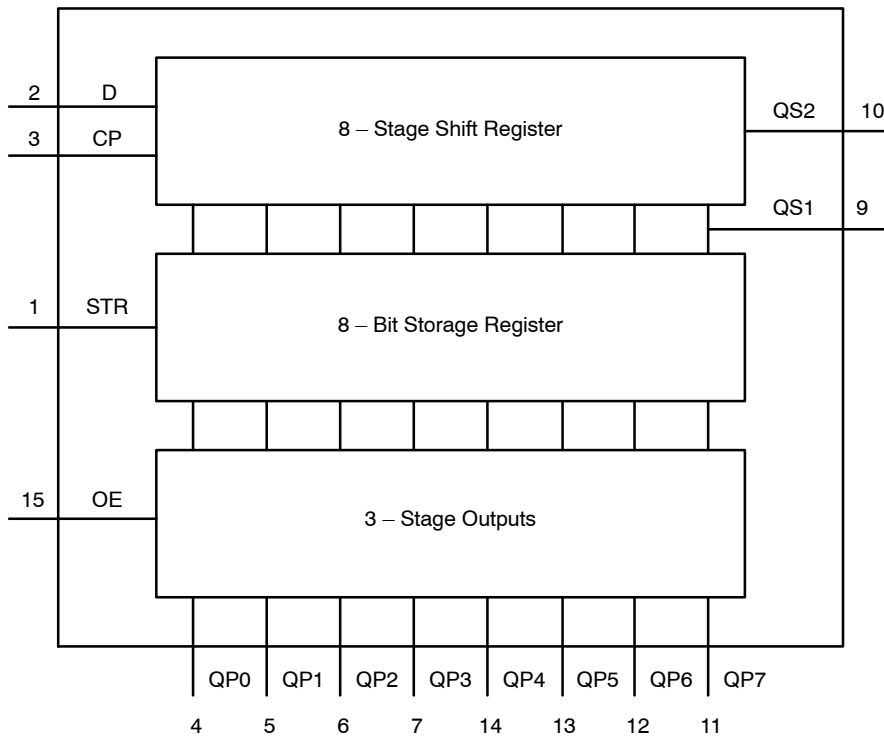 2 D
3 CP
8 – Stage Shift Register
QS2 10
QS1 9
1 STR
8 – Bit Storage Register
15 OE
3 – Stage Outputs
QP0 QP1 QP2 QP3 QP4 QP5 QP6 QP7
4 5 6 7 14 13 12 11